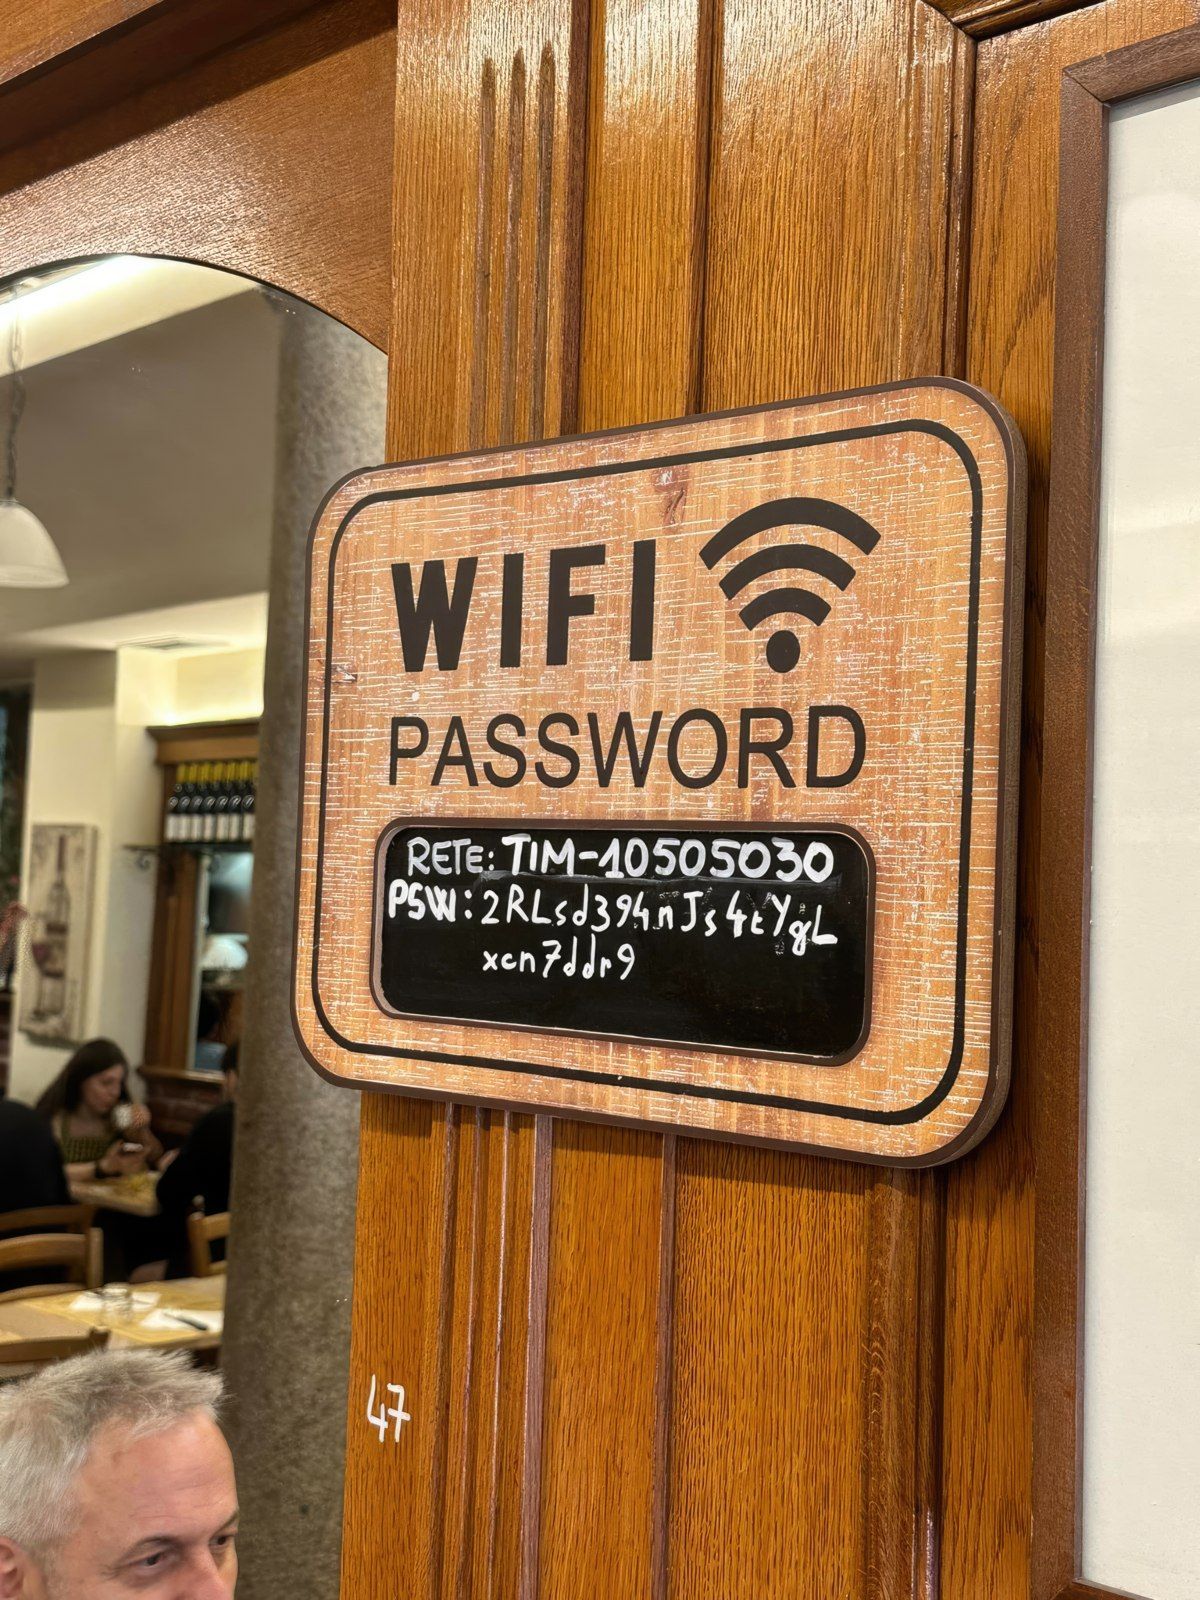 WIFI
PASSWORD
RETE: TIM-10505030
PSW: 2RLsd394nJs4tYgL
xcn7ddr9
47